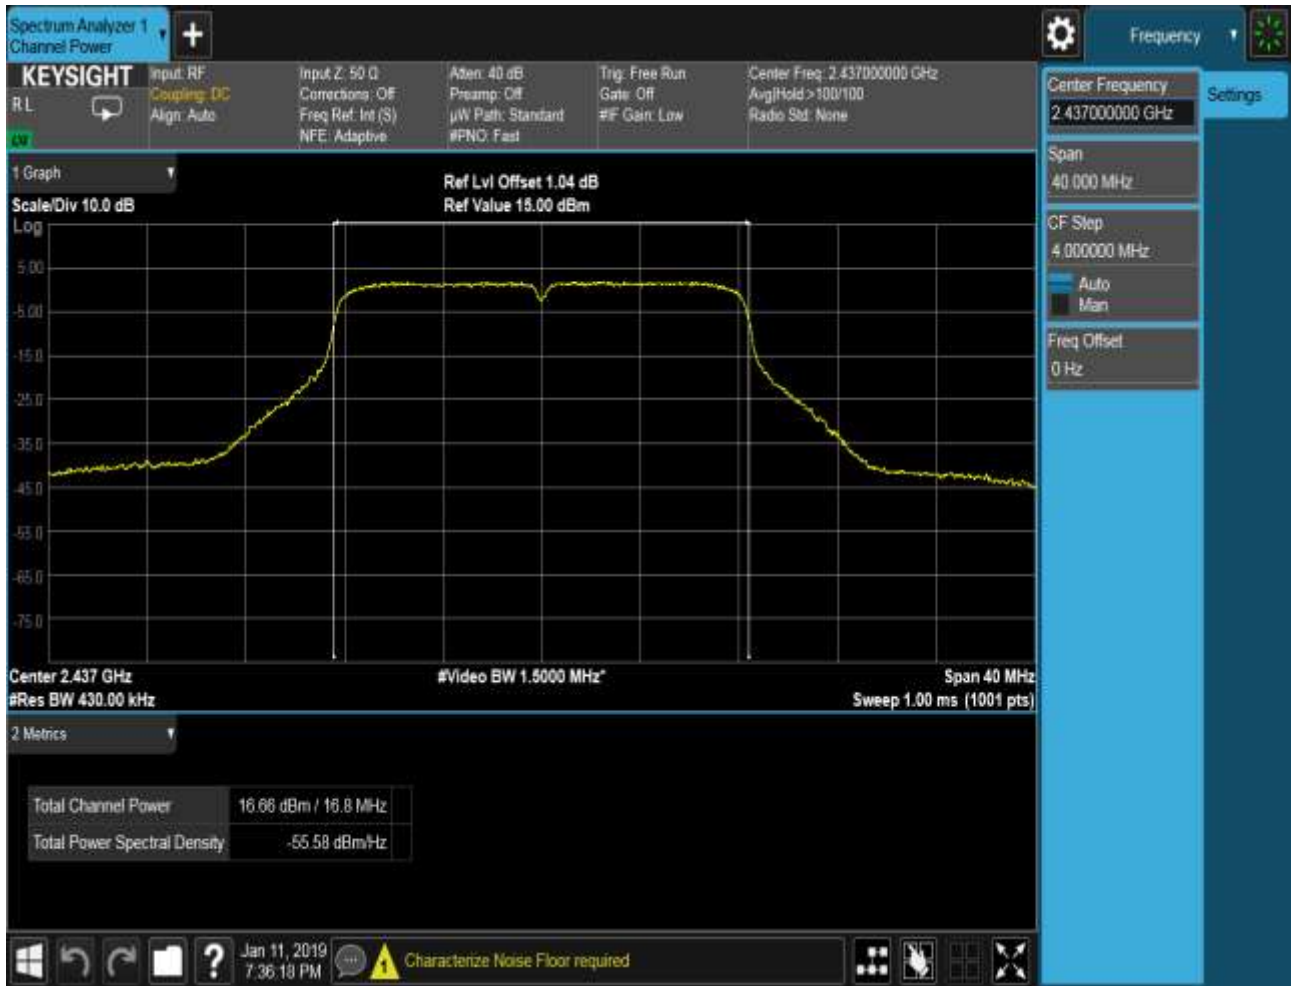 Spectrum Analyzer 1
Channel Power
Frequency
KEYSIGHT
R L
Input: RF
Coupling: DC
Align: Auto
Input Z: 50 Ω
Corrections: Off
Freq Ref: Int (S)
NFE: Adaptive
Atten: 40 dB
Preamp: Off
µW Path: Standard
#PNO: Fast
Trig: Free Run
Gate: Off
#IF Gain: Low
Center Freq: 2.437000000 GHz
Avg|Hold:>100/100
Radio Std: None
Center Frequency
2.437000000 GHz
Settings
Span
40.000 MHz
CF Step
4.000000 MHz
Auto
Man
Freq Offset
0 Hz
1 Graph
Scale/Div 10.0 dB
Ref Lvl Offset 1.04 dB
Ref Value 15.00 dBm
Log
5.00
-5.00
-15.0
-25.0
-35.0
-45.0
-55.0
-65.0
-75.0
Center 2.437 GHz
#Res BW 430.00 kHz
#Video BW 1.5000 MHz*
Span 40 MHz
Sweep 1.00 ms (1001 pts)
2 Metrics
Total Channel Power 16.66 dBm / 16.8 MHz
Total Power Spectral Density -55.58 dBm/Hz
?
Jan 11, 2019
7:36:18 PM
1
Characterize Noise Floor required